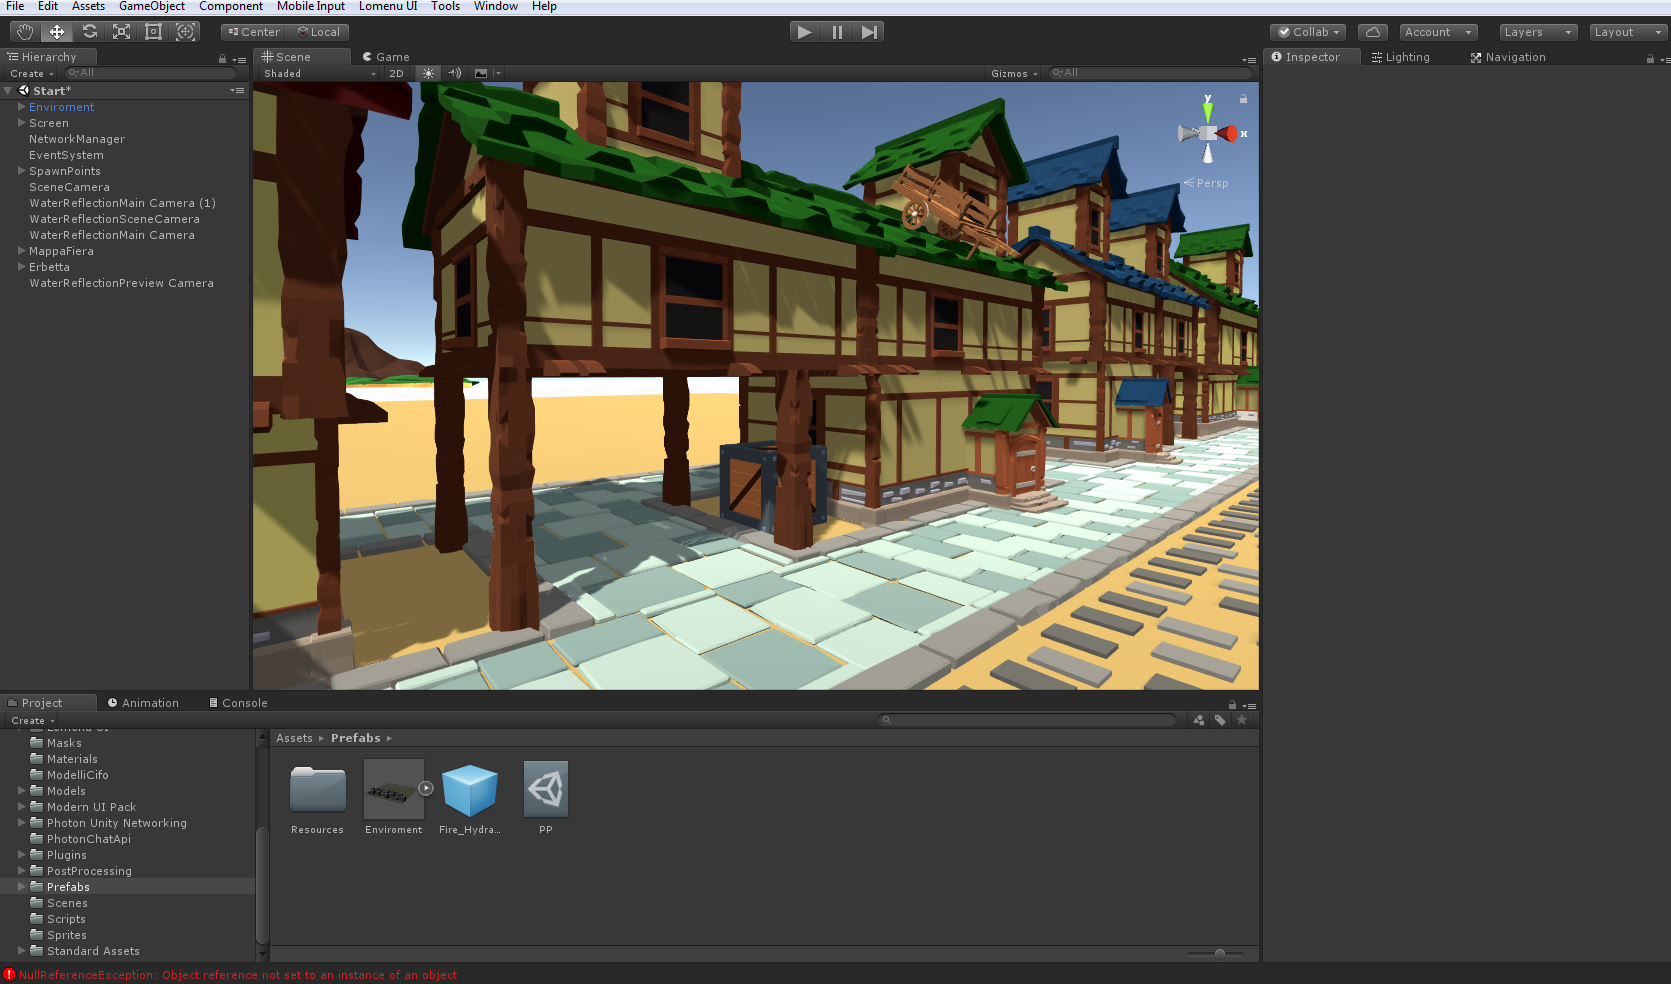 File Edit Assets GameObject Component Mobile Input Lomenu UI Tools Window Help
Center Local Collab Account Layers Layout
Hierarchy
Create All
Start*
Enviroment
Screen
NetworkManager
EventSystem
SpawnPoints
SceneCamera
WaterReflectionMain Camera (1)
WaterReflectionSceneCamera
WaterReflectionMain Camera
MappaFiera
Erbetta
WaterReflectionPreview Camera
Scene Game
Shaded 2D Gizmos All
y
x
Persp
Inspector Lighting Navigation
Project Animation Console
Create
Lomenu UI
Masks
Materials
ModelliCifo
Models
Modern UI Pack
Photon Unity Networking
PhotonChatApi
Plugins
PostProcessing
Prefabs
Scenes
Scripts
Sprites
Standard Assets
Assets Prefabs
Resources Enviroment Fire_Hydra... PP
NullReferenceException: Object reference not set to an instance of an object